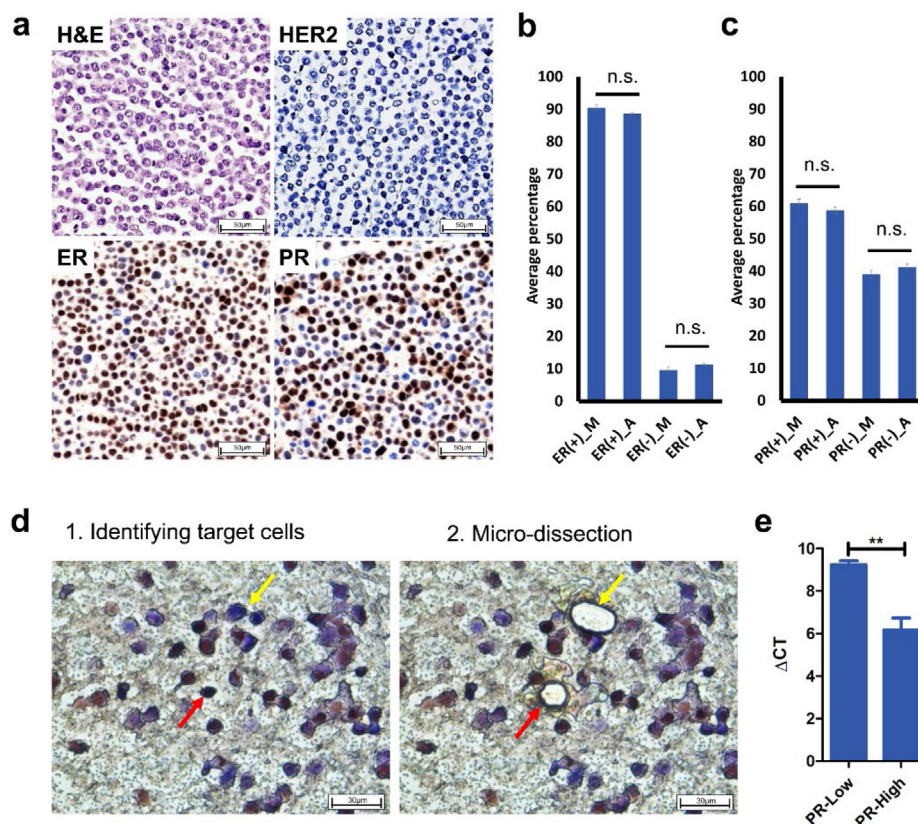 a
H&E
HER2
50µm
50µm
ER
PR
50µm
50µm
b
n.s.
n.s.
Average percentage
100
90
80
70
60
50
40
30
20
10
0
ER(+)_M
ER(+)_A
ER(-)_M
ER(-)_A
c
n.s.
n.s.
Average percentage
100
90
80
70
60
50
40
30
20
10
0
PR(+)_M
PR(+)_A
PR(-)_M
PR(-)_A
d
1. Identifying target cells
2. Micro-dissection
30µm
30µm
e
**
ΔCT
10
8
6
4
2
0
PR-Low
PR-High